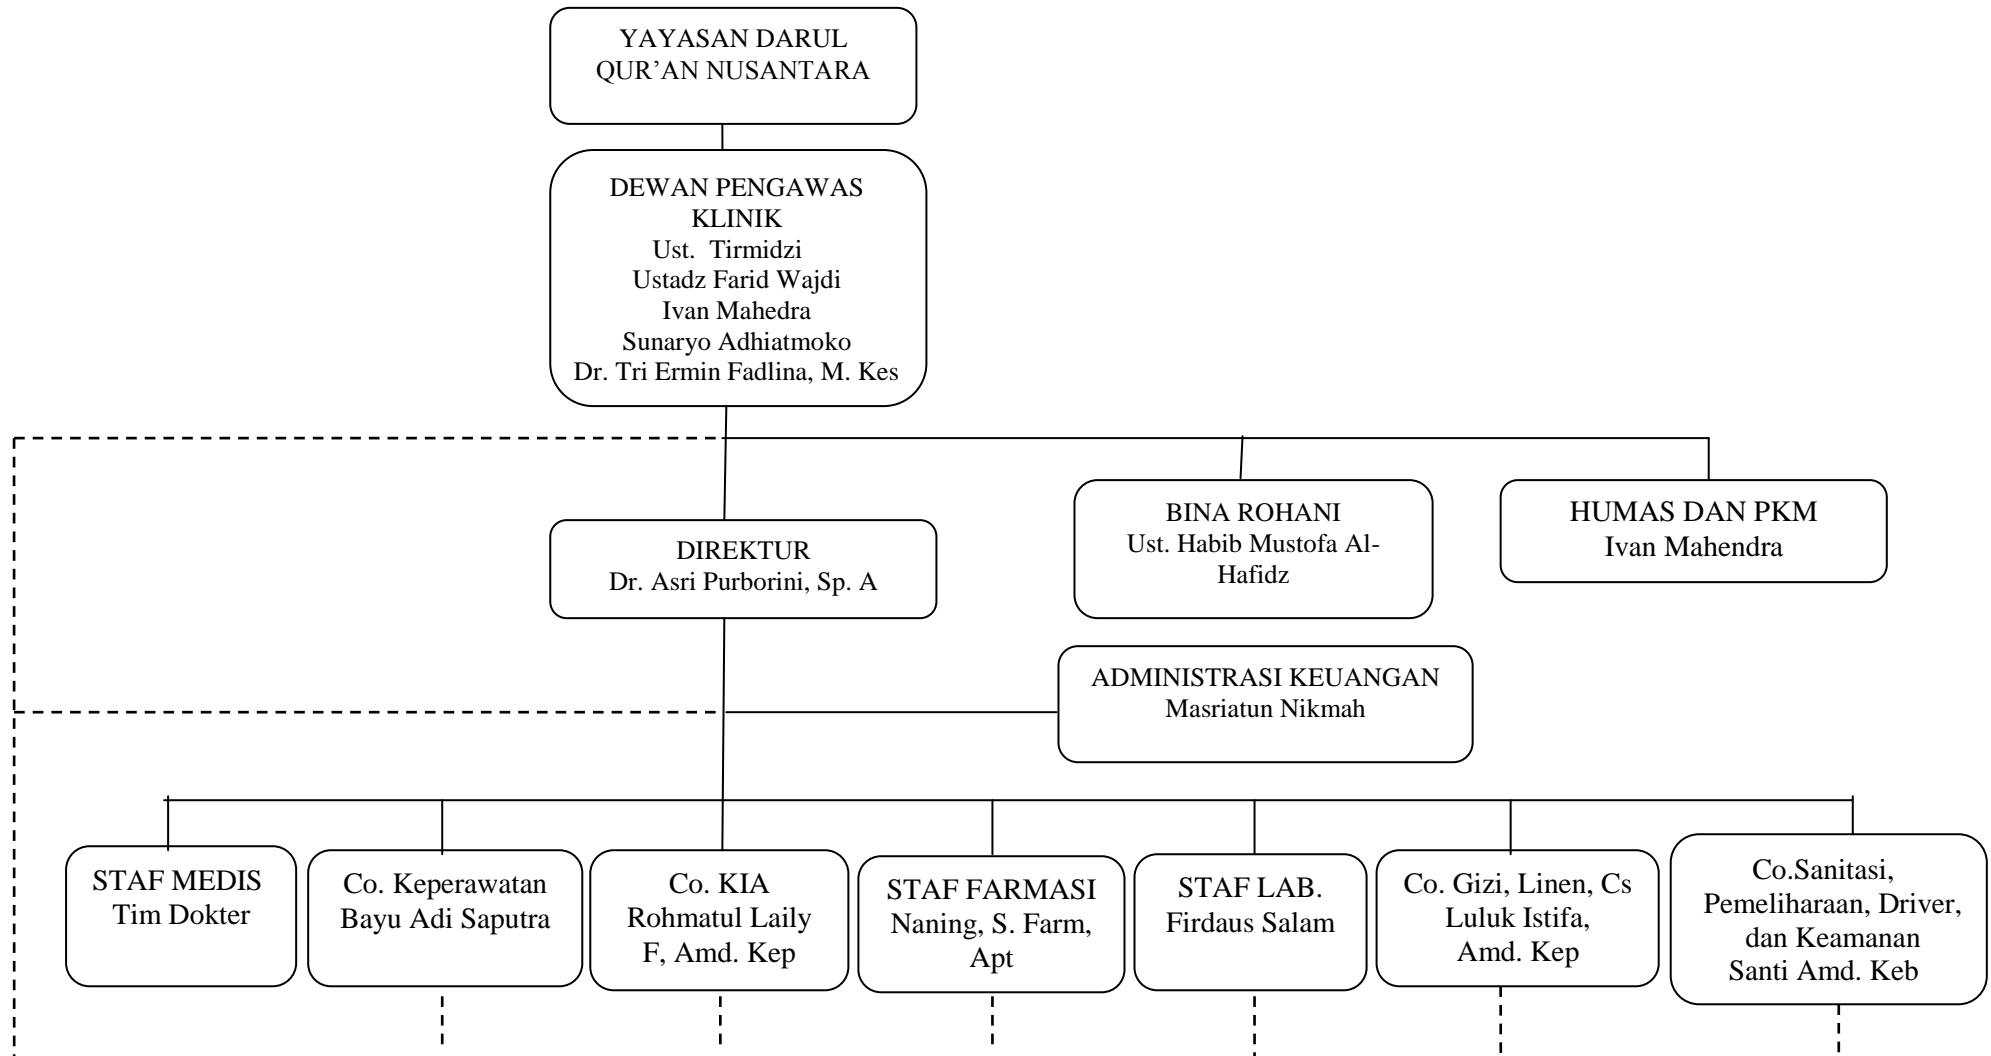 YAYASAN DARUL
QUR’AN NUSANTARA
DEWAN PENGAWAS
KLINIK
Ust.  Tirmidzi
Ustadz Farid Wajdi
Ivan Mahedra
Sunaryo Adhiatmoko
Dr. Tri Ermin Fadlina, M. Kes
DIREKTUR
Dr. Asri Purborini, Sp. A
BINA ROHANI
Ust. Habib Mustofa Al-
Hafidz
HUMAS DAN PKM
Ivan Mahendra
ADMINISTRASI KEUANGAN
Masriatun Nikmah
STAF MEDIS
Tim Dokter
Co. Keperawatan
Bayu Adi Saputra
Co. KIA
Rohmatul Laily
F, Amd. Kep
STAF FARMASI
Naning, S. Farm,
Apt
STAF LAB.
Firdaus Salam
Co. Gizi, Linen, Cs
Luluk Istifa,
Amd. Kep
Co.Sanitasi,
Pemeliharaan, Driver,
dan Keamanan
Santi Amd. Keb